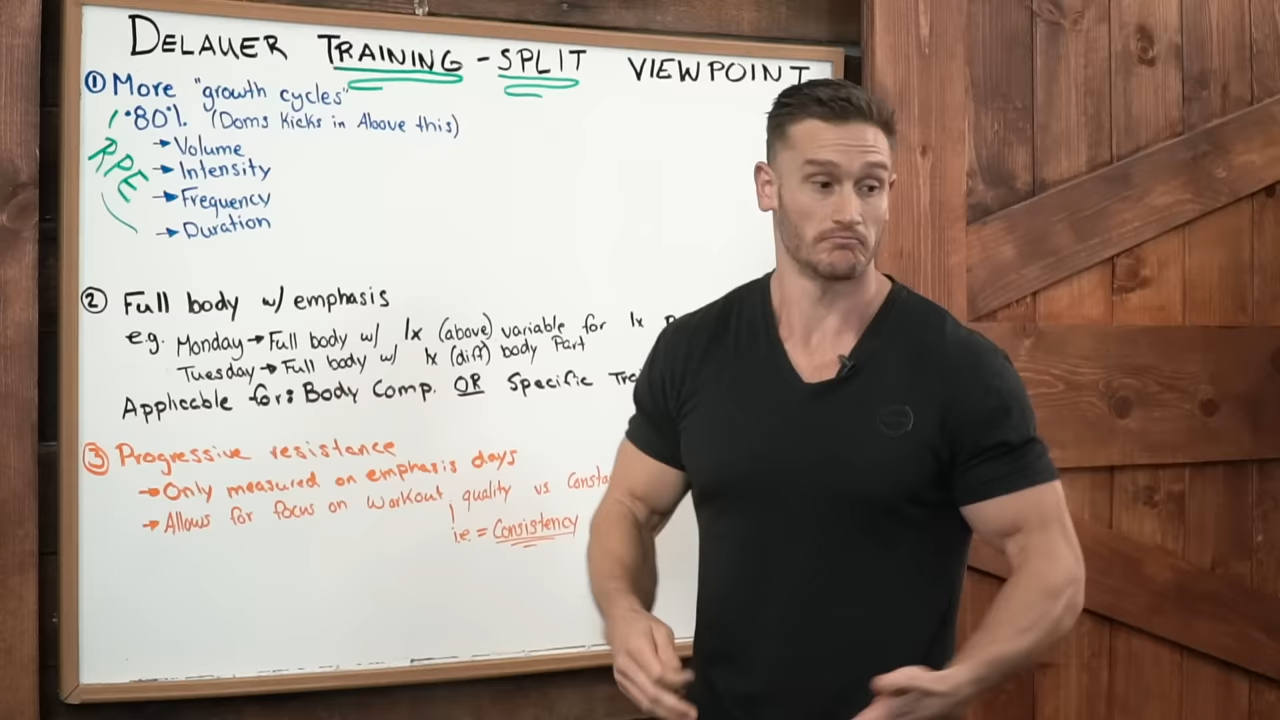 DELAUER TRAINING - SPLIT VIEWPOINT
① More "growth cycles"
•80%. (Doms Kicks in Above this)
RPE
→ Volume
→ Intensity
→ Frequency
→ Duration
② Full body w/ emphasis
e.g. Monday → Full body w/ 1x (above) variable for 1x
Tuesday → Full body w/ 1x (diff) body Part
Applicable for: Body Comp. OR Specific
③ Progressive resistance
→ Only measured on emphasis days
→ Allows for focus on workout quality vs
i.e = Consistency